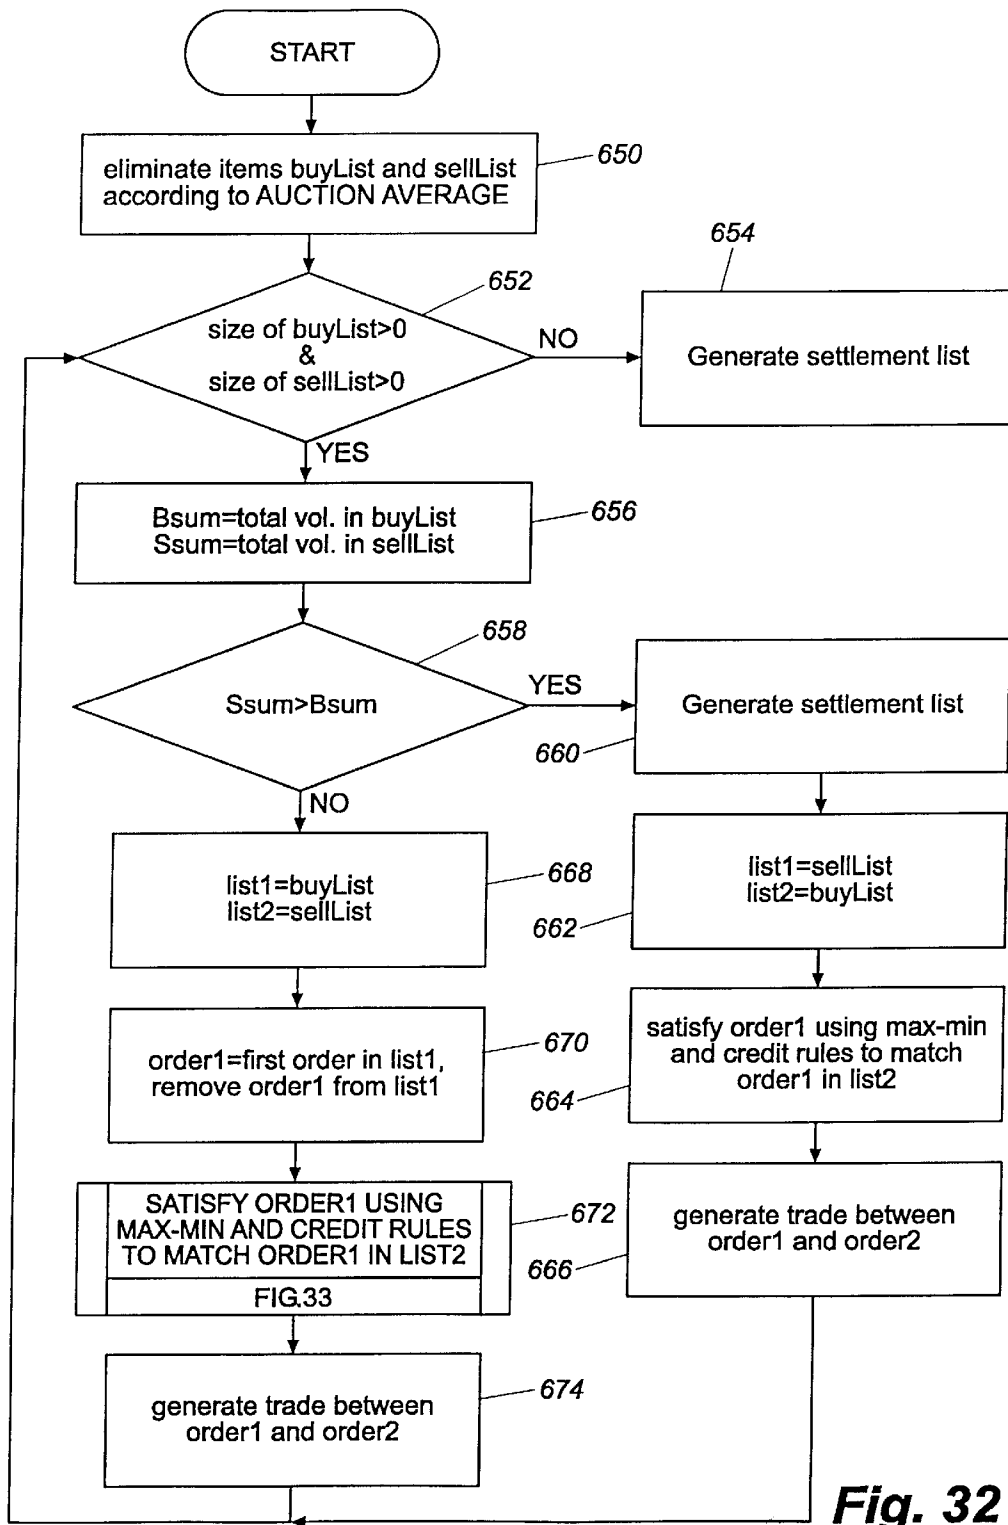 START
eliminate items buyList and sellList
according to AUCTION AVERAGE
650
652
size of buyList>0
&
size of sellList>0
NO
654
Generate settlement list
YES
Bsum=total vol. in buyList
Ssum=total vol. in sellList
656
658
Ssum>Bsum
YES
Generate settlement list
660
NO
list1=buyList
list2=sellList
668
list1=sellList
list2=buyList
662
order1=first order in list1,
remove order1 from list1
670
satisfy order1 using max-min
and credit rules to match
order1 in list2
664
SATISFY ORDER1 USING
MAX-MIN AND CREDIT RULES
TO MATCH ORDER1 IN LIST2
FIG.33
672
generate trade between
order1 and order2
666
generate trade between
order1 and order2
674
Fig. 32